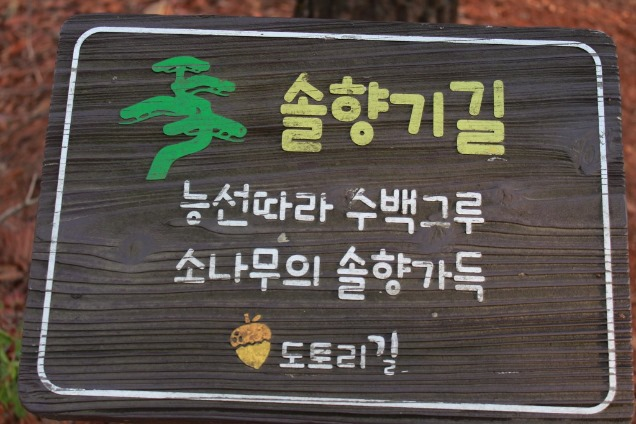 솔향기길
능선따라 수백그루
소나무의 솔향가득
도토리길